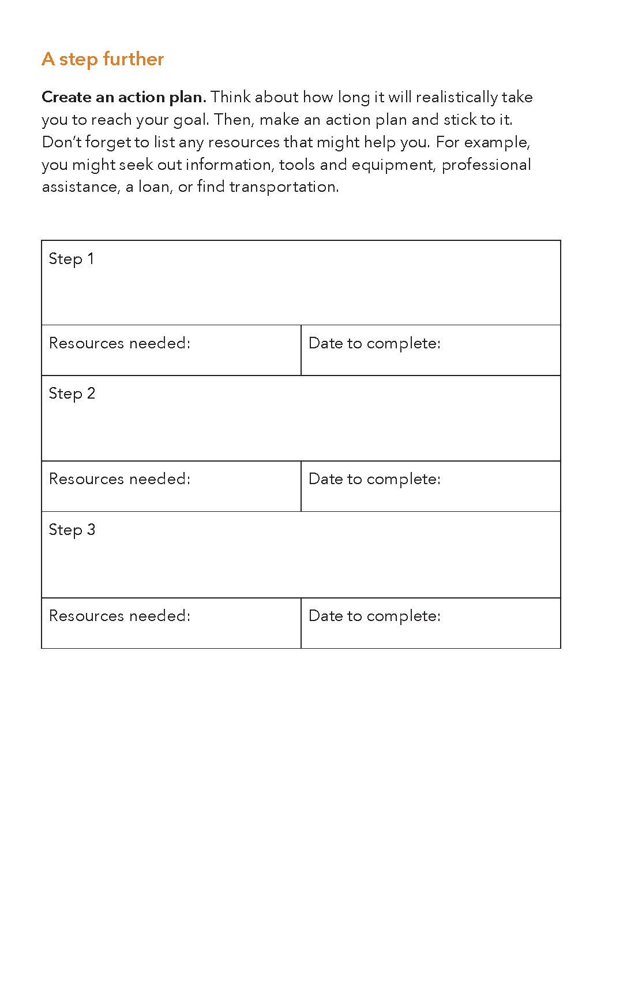 A step further
Create an action plan. Think about how long it will realistically take
you to reach your goal. Then, make an action plan and stick to it.
Don’t forget to list any resources that might help you. For example,
you might seek out information, tools and equipment, professional
assistance, a loan, or find transportation.
Step 1
Resources needed:
Date to complete:
Step 2
Resources needed:
Date to complete:
Step 3
Resources needed:
Date to complete: